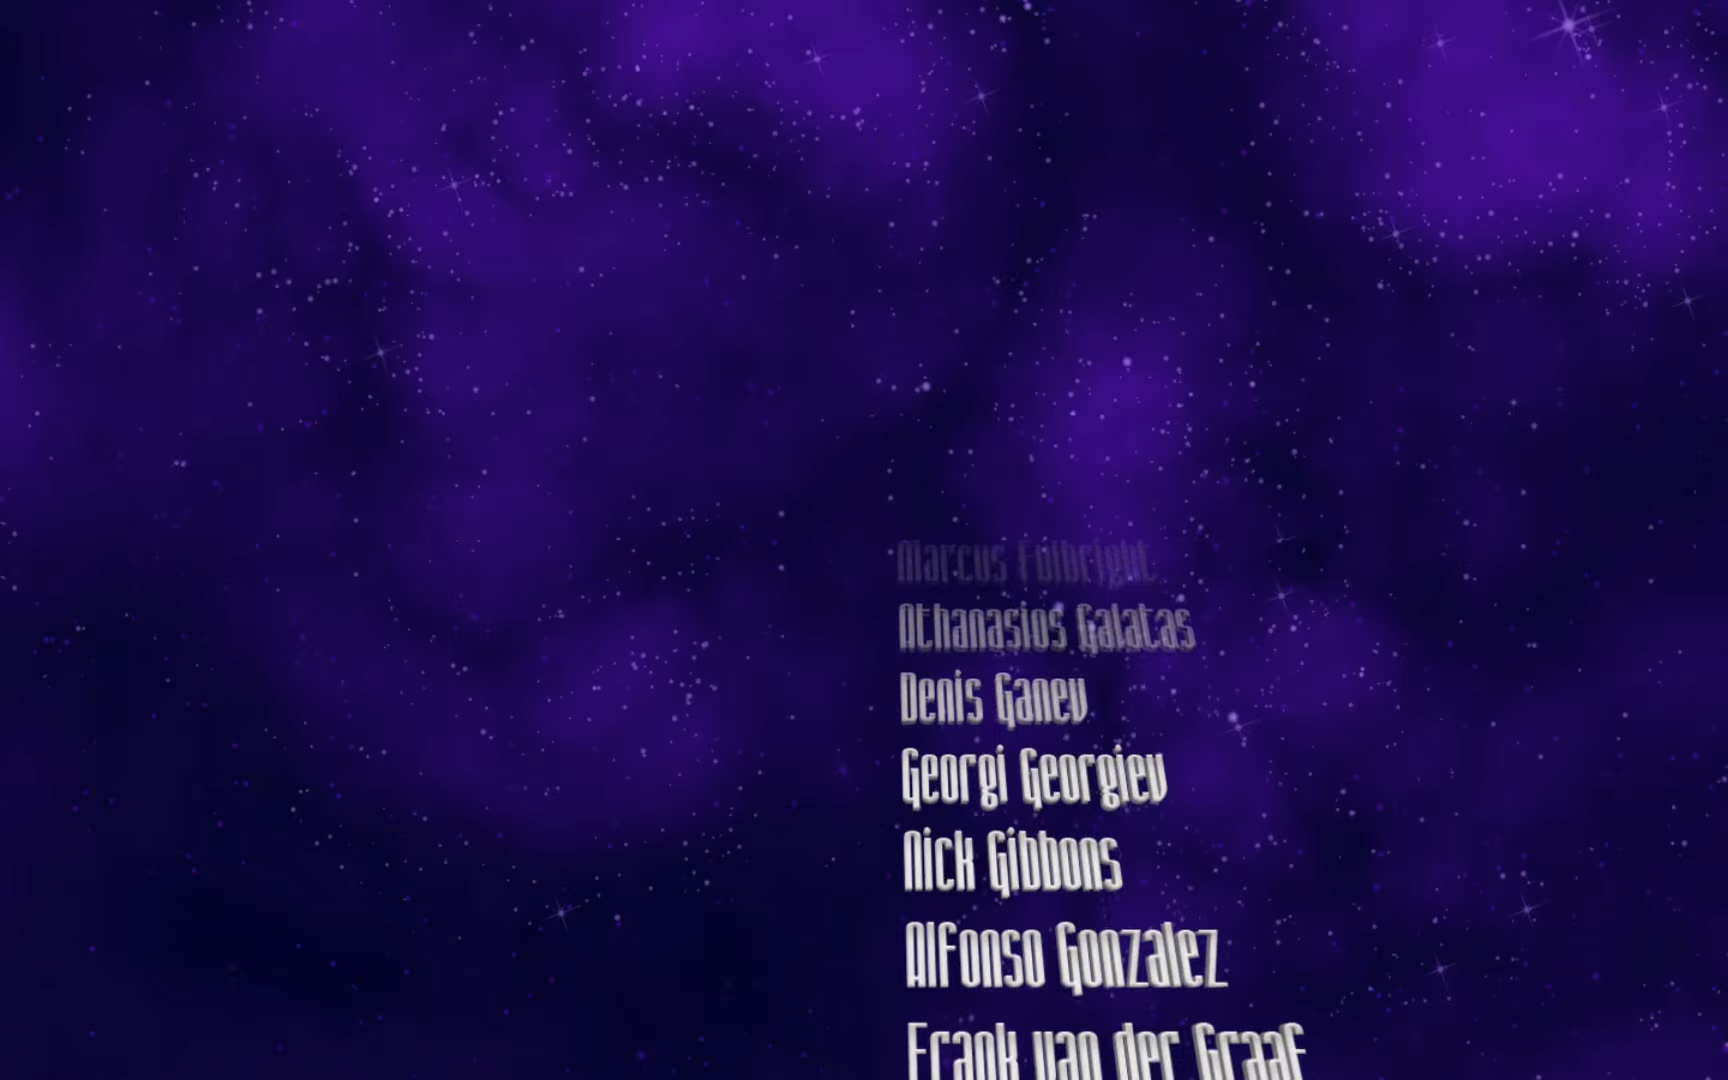 Marcus Fulbright
Athanasios Galatas
Denis Ganev
Georgi Georgiev
Nick Gibbons
Alfonso Gonzalez
Frank van der Graaf